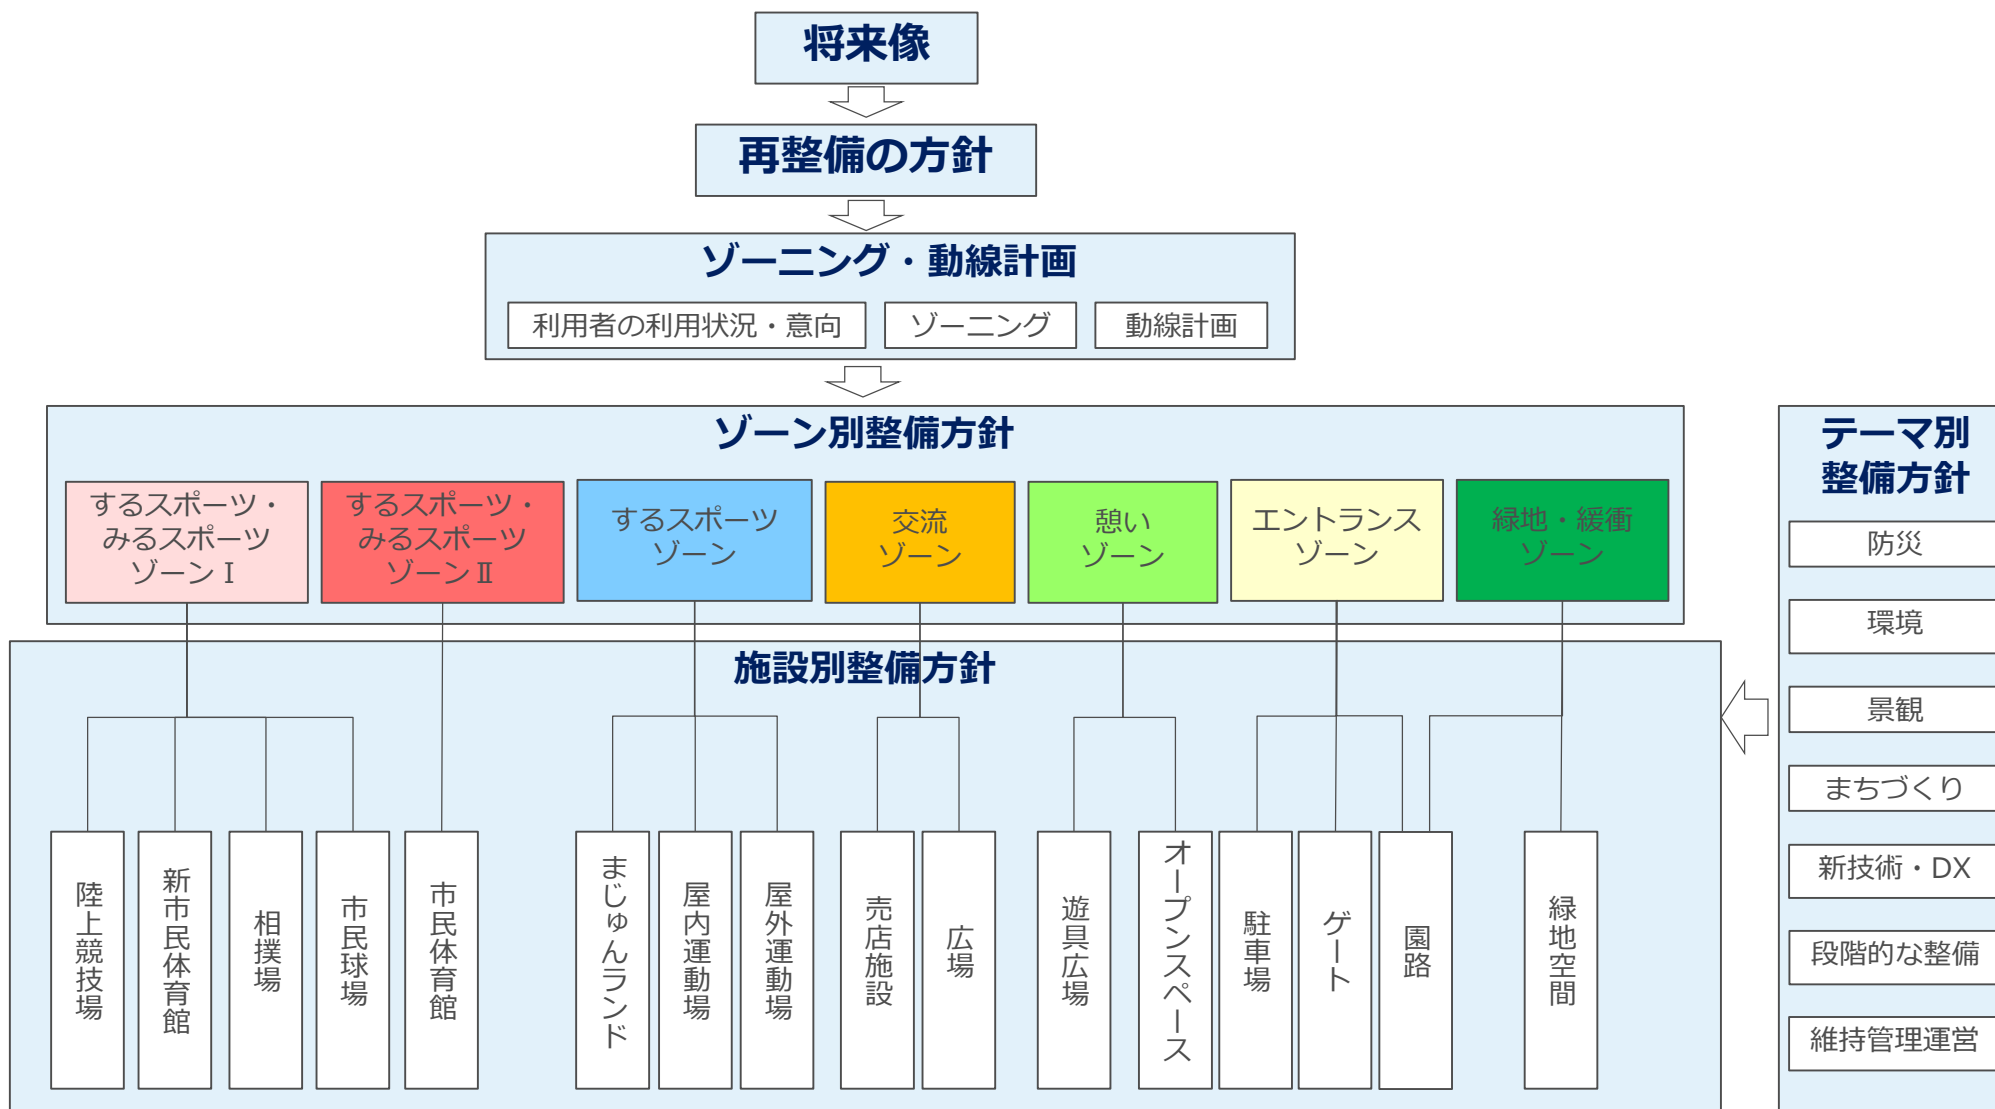 将来像
再整備の方針
ゾーニング・動線計画
利用者の利用状況・意向
ゾーニング
動線計画
ゾーン別整備方針
するスポーツ・
みるスポーツ
ゾーンⅠ
するスポーツ・
みるスポーツ
ゾーンⅡ
するスポーツ
ゾーン
交流
ゾーン
憩い
ゾーン
エントランス
ゾーン
緑地・緩衝
ゾーン
施設別整備方針
陸上競技場
新市民体育館
相撲場
市民球場
市民体育館
まじゅんランド
屋内運動場
屋外運動場
売店施設
広場
遊具広場
オープンスペース
駐車場
ゲート
園路
緑地空間
テーマ別
整備方針
防災
環境
景観
まちづくり
新技術・DX
段階的な整備
維持管理運営